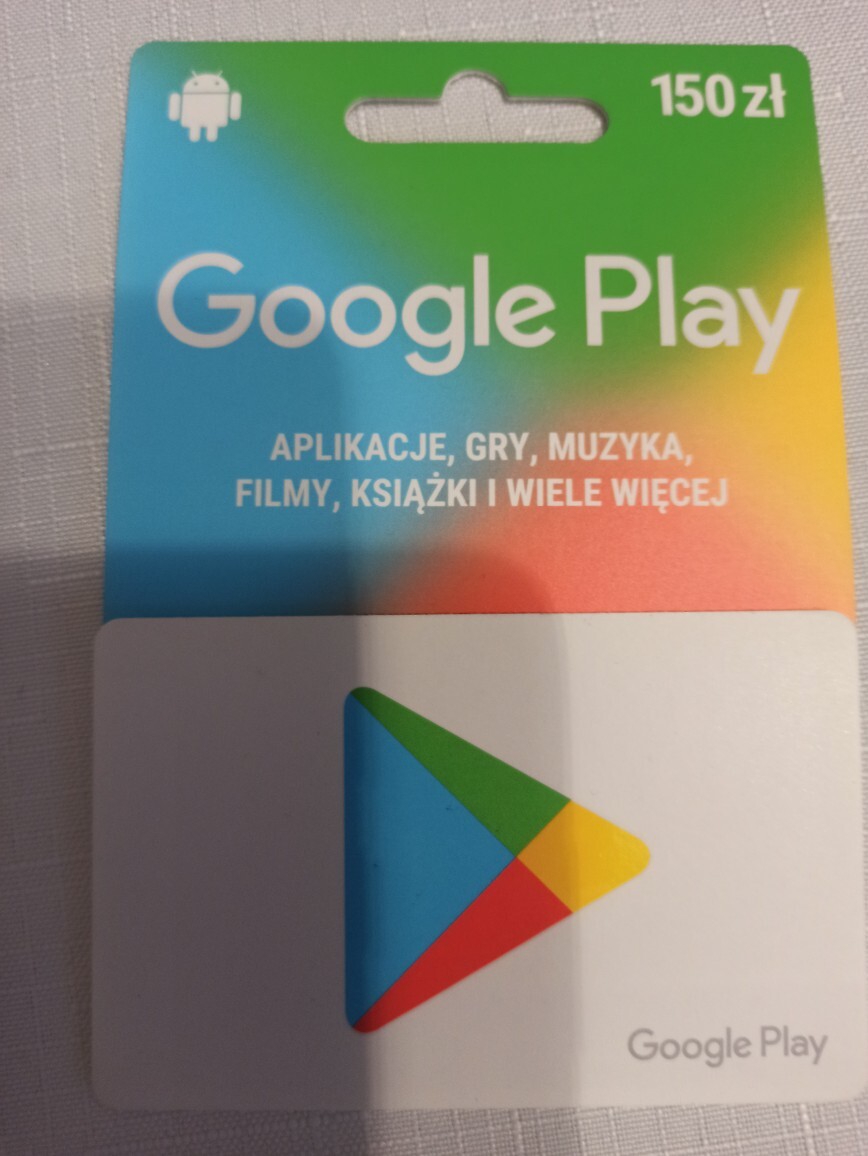 150 zł
Google Play
APLIKACJE, GRY, MUZYKA,
FILMY, KSIĄŻKI I WIELE WIĘCEJ
Google Play